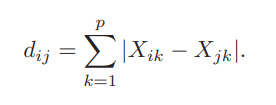 $d_{ij} = \sum_{k=1}^{p} |X_{ik} - X_{jk}|.$